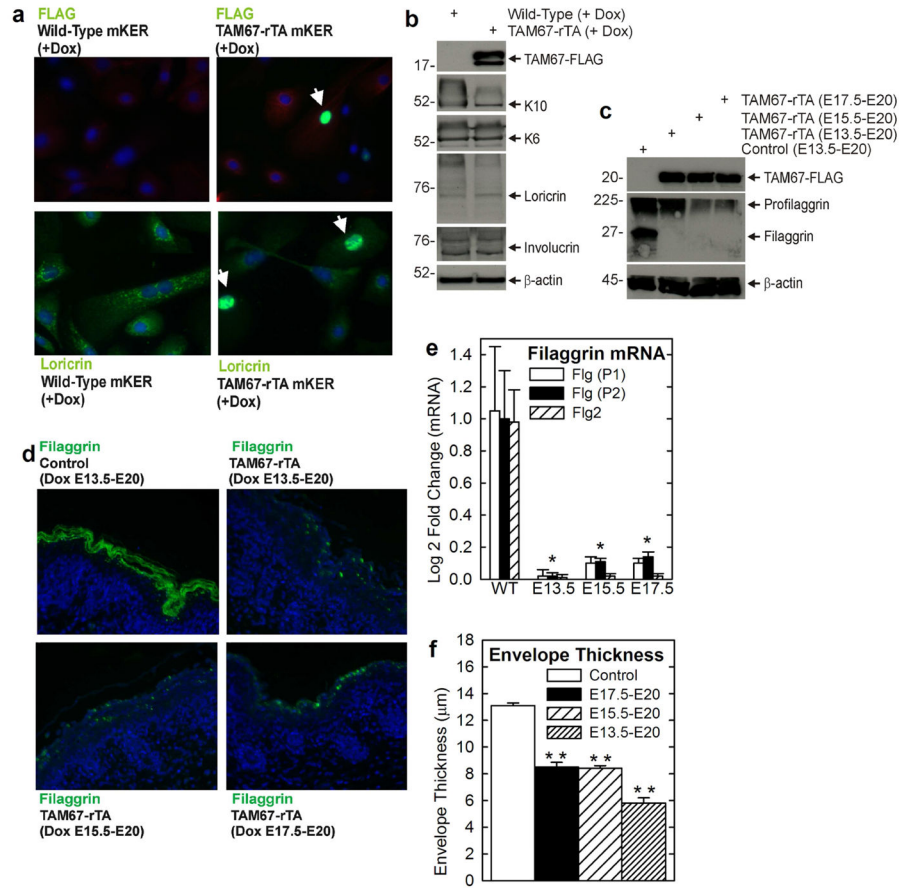 a
FLAG
Wild-Type mKER
(+Dox)
FLAG
TAM67-rTA mKER
(+Dox)
Loricrin
Wild-Type mKER
(+Dox)
Loricrin
TAM67-rTA mKER
(+Dox)
b
+ Wild-Type (+ Dox)
+ TAM67-rTA (+ Dox)
17- TAM67-FLAG
52- K10
52- K6
76- Loricrin
76- Involucrin
52- β-actin
c
+ TAM67-rTA (E17.5-E20)
+ TAM67-rTA (E15.5-E20)
+ TAM67-rTA (E13.5-E20)
+ Control (E13.5-E20)
20- TAM67-FLAG
225- Profilaggrin
27- Filaggrin
45- β-actin
d
Filaggrin
Control
(Dox E13.5-E20)
Filaggrin
TAM67-rTA
(Dox E13.5-E20)
Filaggrin
TAM67-rTA
(Dox E15.5-E20)
Filaggrin
TAM67-rTA
(Dox E17.5-E20)
e
Filaggrin mRNA
Flg (P1)
Flg (P2)
Flg2
Log 2 Fold Change (mRNA)
1.4
1.2
1.0
0.8
0.6
0.4
0.2
0.0
* * *
WT E13.5 E15.5 E17.5
f
Envelope Thickness
Control
E17.5-E20
E15.5-E20
E13.5-E20
Envelope Thickness (μm)
18
16
14
12
10
8
6
4
2
0
** ** **